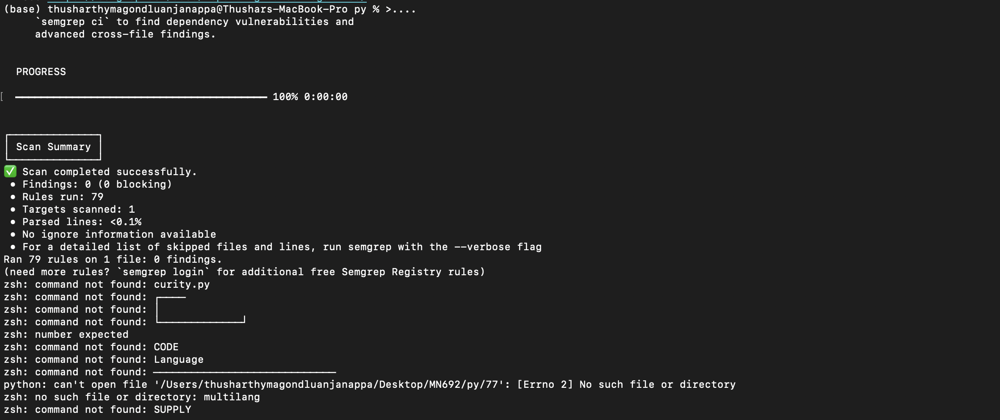 (base) thusharthymagondluanjanappa@Thushars-MacBook-Pro py % >....
`semgrep ci` to find dependency vulnerabilities and
advanced cross-file findings.
PROGRESS
[ ━━━━━━━━━━━━━━━━━━━━━━━━━━━━━━━━━━━━━━━━ 100% 0:00:00
Scan Summary
✅ Scan completed successfully.
• Findings: 0 (0 blocking)
• Rules run: 79
• Targets scanned: 1
• Parsed lines: <0.1%
• No ignore information available
• For a detailed list of skipped files and lines, run semgrep with the --verbose flag
Ran 79 rules on 1 file: 0 findings.
(need more rules? `semgrep login` for additional free Semgrep Registry rules)
zsh: command not found: curity.py
zsh: command not found: ┌────
zsh: command not found: │
zsh: command not found: └─────────────┘
zsh: number expected
zsh: command not found: CODE
zsh: command not found: Language
zsh: command not found: ─────────────────────────────
python: can't open file '/Users/thusharthymagondluanjanappa/Desktop/MN692/py/77': [Errno 2] No such file or directory
zsh: no such file or directory: multilang
zsh: command not found: SUPPLY